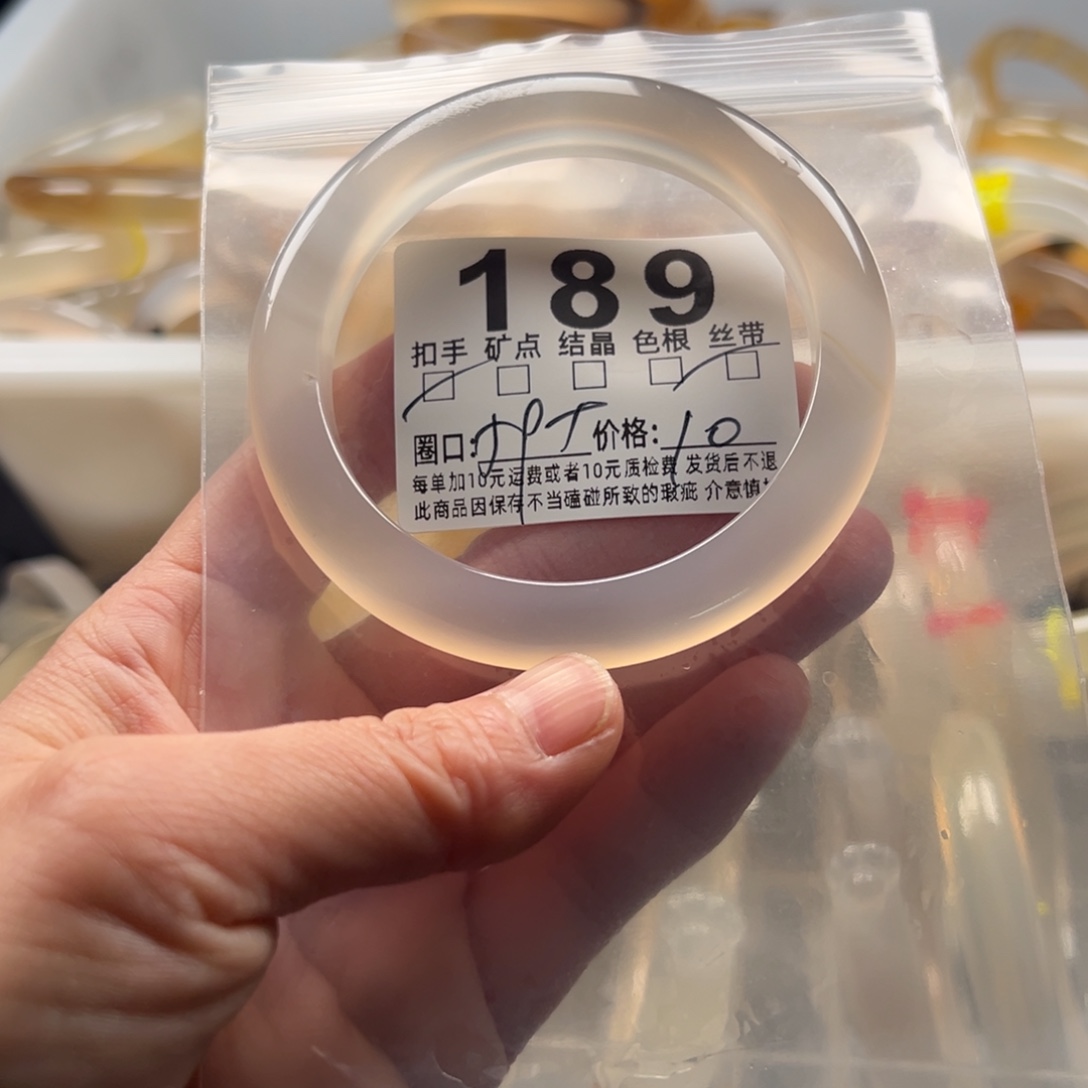 189
扣手 矿点 结晶 色根 丝带
圈口: 价格:10
每单加10元运费或者10元质检费 发货后不退
此商品因保存不当磕碰所致的瑕疵 介意慎